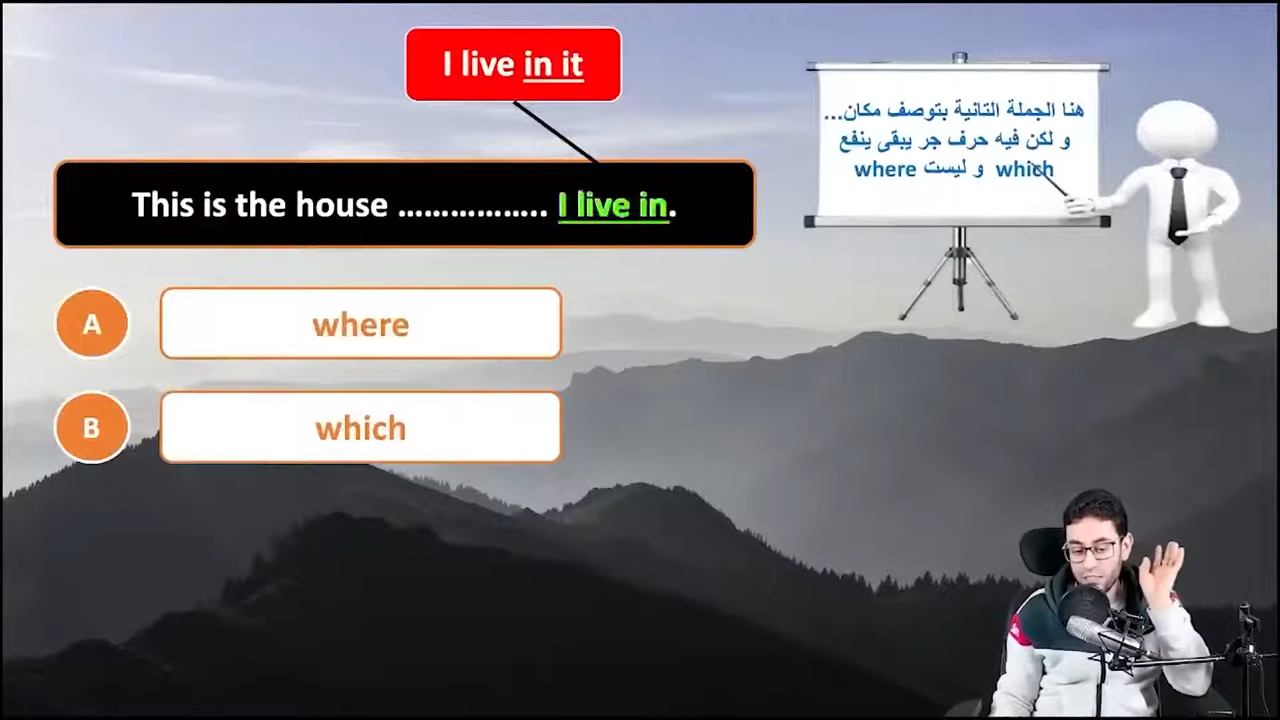 I live in it
هنا الجملة التانية بتوصف مكان...
و لكن فيه حرف جر يبقى ينفع
which و ليست where
This is the house ................. I live in.
A
where
B
which